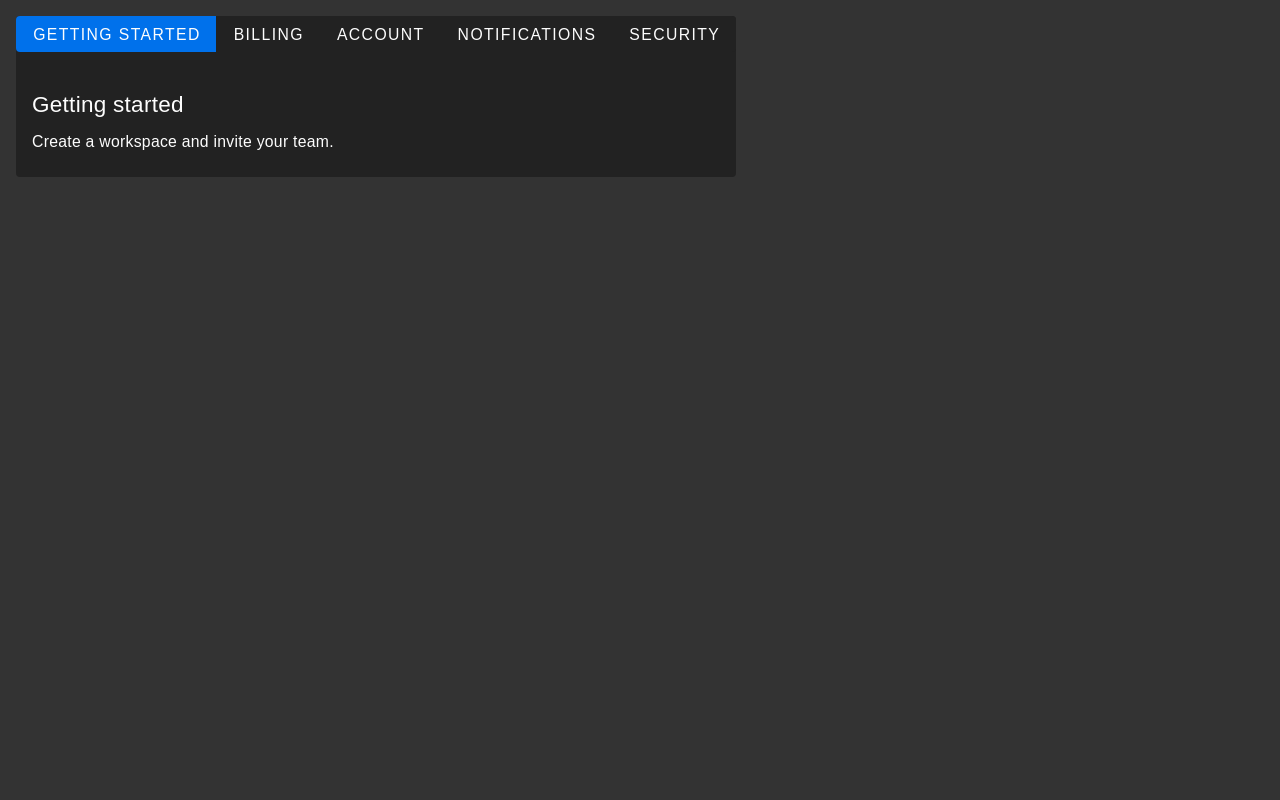 GETTING STARTED BILLING ACCOUNT NOTIFICATIONS SECURITY
Getting started
Create a workspace and invite your team.